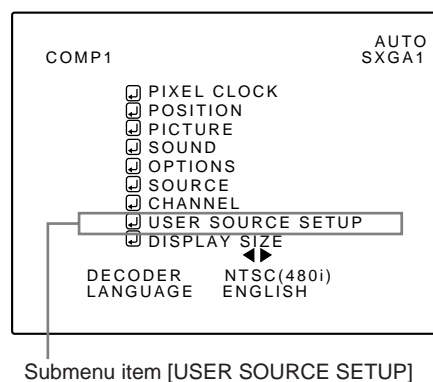 COMP1
AUTO
SXGA1
PIXEL CLOCK
POSITION
PICTURE
SOUND
OPTIONS
SOURCE
CHANNEL
USER SOURCE SETUP
DISPLAY SIZE
DECODER NTSC(480i)
LANGUAGE ENGLISH
Submenu item [USER SOURCE SETUP]